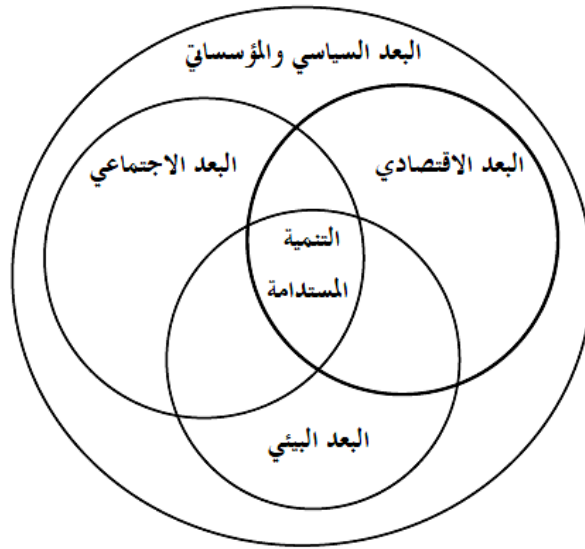 البعد السياسي والمؤسساتي
البعد الاقتصادي
البعد الاجتماعي
التنمية
المستدامة
البعد البيئي